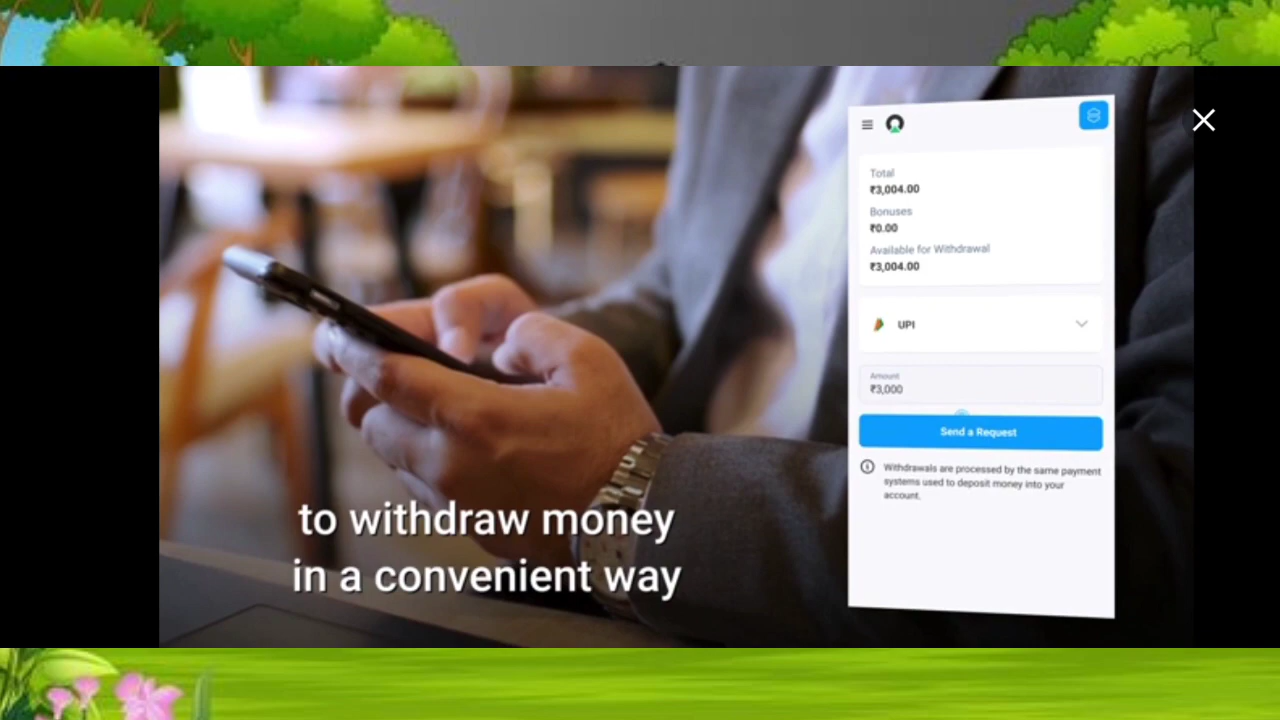 Total
₹3,004.00
Bonuses
₹0.00
Available for Withdrawal
₹3,004.00
UPI
Amount
₹3,000
Send a Request
Withdrawals are processed by the same payment
systems used to deposit money into your
account.
to withdraw money
in a convenient way